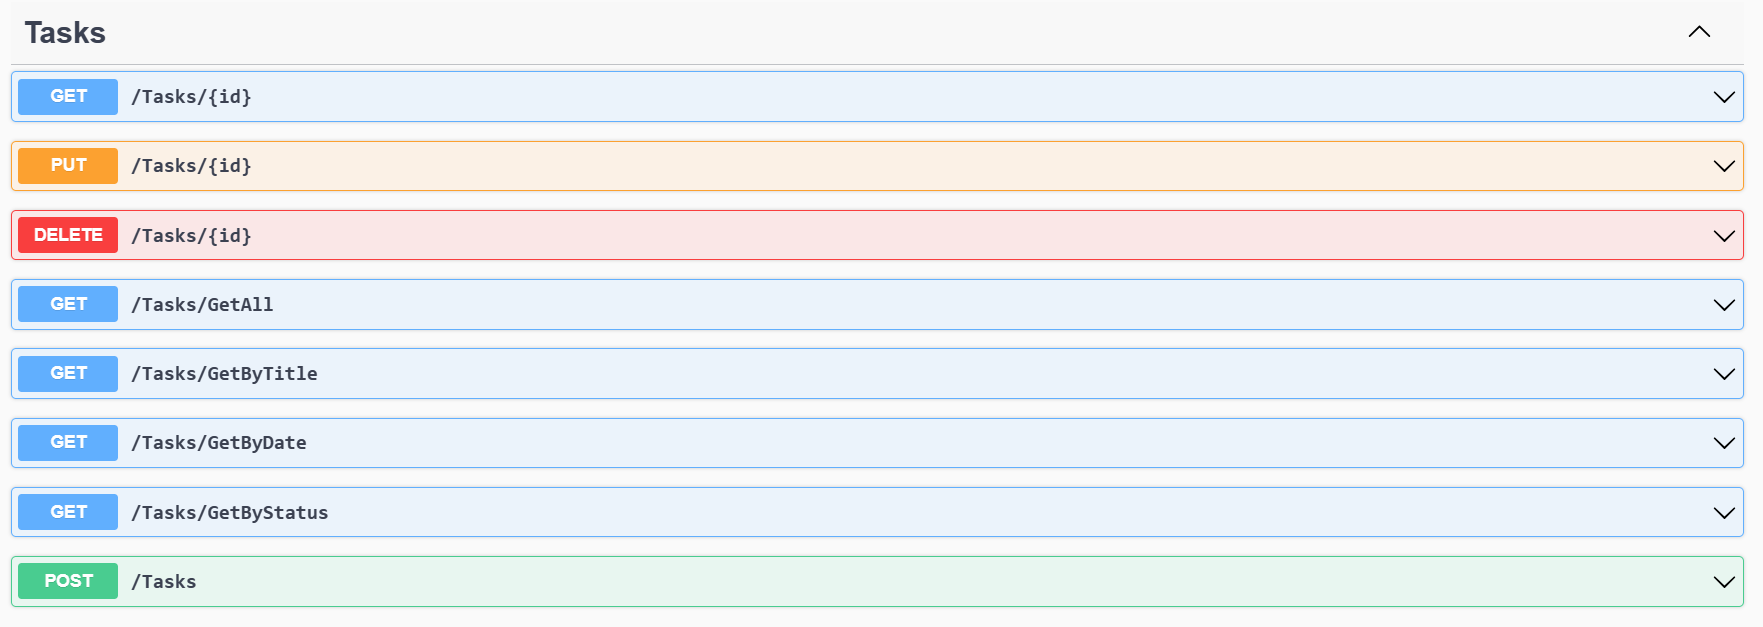 Tasks
GET /Tasks/{id}
PUT /Tasks/{id}
DELETE /Tasks/{id}
GET /Tasks/GetAll
GET /Tasks/GetByTitle
GET /Tasks/GetByDate
GET /Tasks/GetByStatus
POST /Tasks